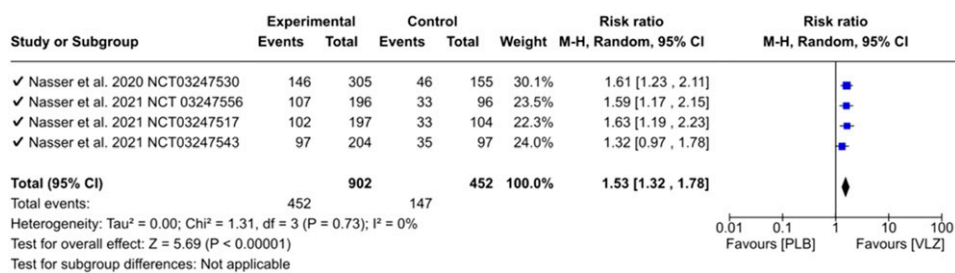 Experimental Control Risk ratio Risk ratio
Study or Subgroup Events Total Events Total Weight M-H, Random, 95% CI M-H, Random, 95% CI
✓ Nasser et al. 2020 NCT03247530 146 305 46 155 30.1% 1.61 [1.23 , 2.11]
✓ Nasser et al. 2021 NCT 03247556 107 196 33 96 23.5% 1.59 [1.17 , 2.15]
✓ Nasser et al. 2021 NCT03247517 102 197 33 104 22.3% 1.63 [1.19 , 2.23]
✓ Nasser et al. 2021 NCT03247543 97 204 35 97 24.0% 1.32 [0.97 , 1.78]
Total (95% CI) 902 452 100.0% 1.53 [1.32 , 1.78]
Total events: 452 147
Heterogeneity: Tau² = 0.00; Chi² = 1.31, df = 3 (P = 0.73); I² = 0%
Test for overall effect: Z = 5.69 (P < 0.00001)
Test for subgroup differences: Not applicable
0.01 0.1 1 10 100
Favours [PLB] Favours [VLZ]